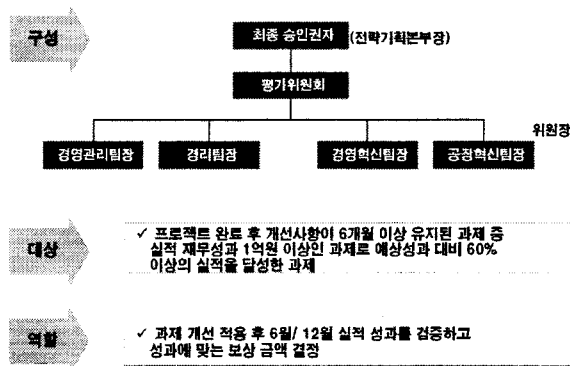 구성
최종 승인권자 (전략기획본부장)
평가위원회
위원장
경영관리팀장 경리팀장 경영혁신팀장 공장혁신팀장
대상
✓ 프로젝트 완료 후 개선사항이 6개월 이상 유지된 과제 중
실적 재무성과 1억원 이상인 과제로 예상성과 대비 60%
이상의 실적을 달성한 과제
역할
✓ 과제 개선 적용 후 6월/ 12월 실적 성과를 검증하고
성과에 맞는 보상 금액 결정